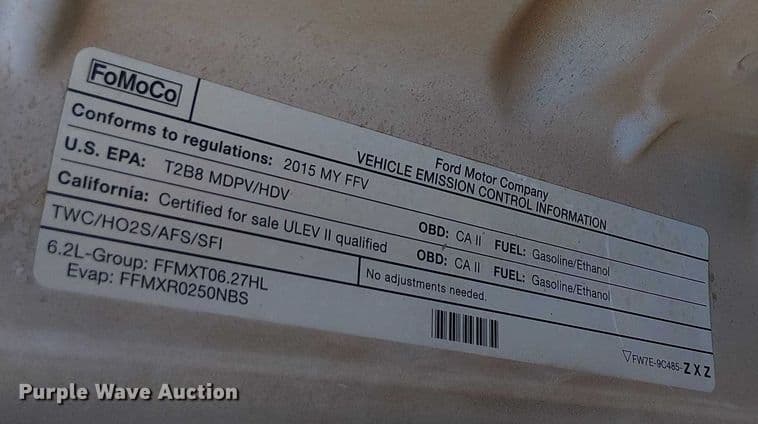 FoMoCo
Ford Motor Company
VEHICLE EMISSION CONTROL INFORMATION
Conforms to regulations: 2015 MY FFV
U.S. EPA: T2B8 MDPV/HDV OBD: CA II FUEL: Gasoline/Ethanol
California: Certified for sale ULEV II qualified OBD: CA II FUEL: Gasoline/Ethanol
TWC/HO2S/AFS/SFI
No adjustments needed.
6.2L-Group: FFMXT06.27HL
Evap: FFMXR0250NBS
FW7E-9C485-ZXZ
Purple Wave Auction